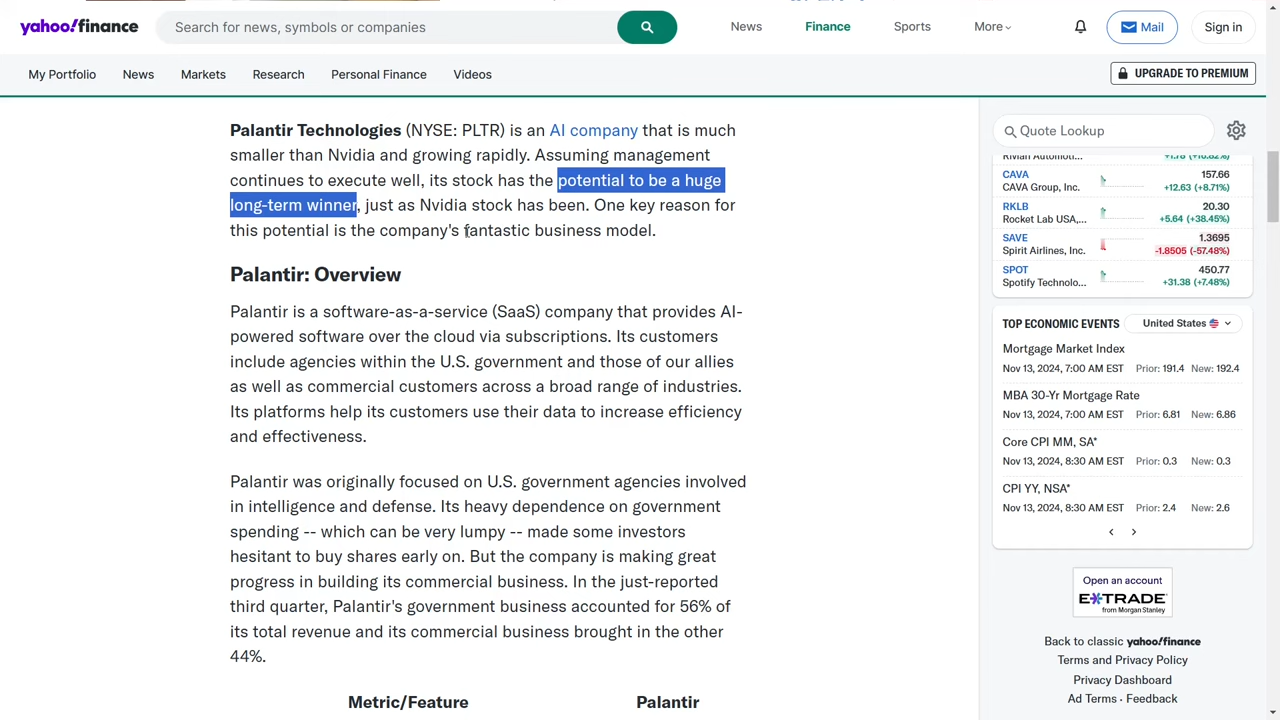 yahoo!finance
Search for news, symbols or companies
News
Finance
Sports
More
Mail
Sign in
My Portfolio
News
Markets
Research
Personal Finance
Videos
UPGRADE TO PREMIUM
Palantir Technologies (NYSE: PLTR) is an AI company that is much
smaller than Nvidia and growing rapidly. Assuming management
continues to execute well, its stock has the potential to be a huge
long-term winner, just as Nvidia stock has been. One key reason for
this potential is the company's fantastic business model.
Palantir: Overview
Palantir is a software-as-a-service (SaaS) company that provides AI-
powered software over the cloud via subscriptions. Its customers
include agencies within the U.S. government and those of our allies
as well as commercial customers across a broad range of industries.
Its platforms help its customers use their data to increase efficiency
and effectiveness.
Palantir was originally focused on U.S. government agencies involved
in intelligence and defense. Its heavy dependence on government
spending -- which can be very lumpy -- made some investors
hesitant to buy shares early on. But the company is making great
progress in building its commercial business. In the just-reported
third quarter, Palantir's government business accounted for 56% of
its total revenue and its commercial business brought in the other
44%.
Metric/Feature Palantir
Quote Lookup
Rivian Automoti... +1.78 (+16.82%)
CAVA 157.66
CAVA Group, Inc. +12.63 (+8.71%)
RKLB 20.30
Rocket Lab USA,... +5.64 (+38.45%)
SAVE 1.3695
Spirit Airlines, Inc. -1.8505 (-57.48%)
SPOT 450.77
Spotify Technolo... +31.38 (+7.48%)
TOP ECONOMIC EVENTS United States
Mortgage Market Index
Nov 13, 2024, 7:00 AM EST Prior: 191.4 New: 192.4
MBA 30-Yr Mortgage Rate
Nov 13, 2024, 7:00 AM EST Prior: 6.81 New: 6.86
Core CPI MM, SA*
Nov 13, 2024, 8:30 AM EST Prior: 0.3 New: 0.3
CPI YY, NSA*
Nov 13, 2024, 8:30 AM EST Prior: 2.4 New: 2.6
Open an account
E*TRADE
from Morgan Stanley
Back to classic yahoo!finance
Terms and Privacy Policy
Privacy Dashboard
Ad Terms · Feedback